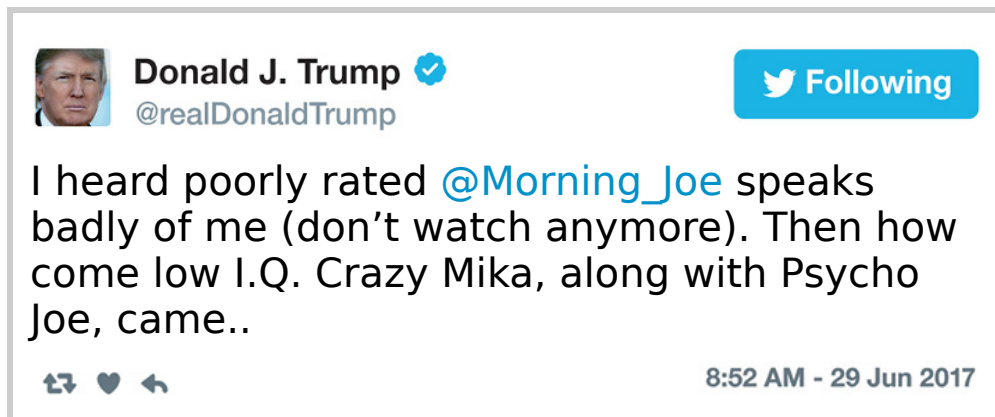 Donald J. Trump
@realDonaldTrump
Following
I heard poorly rated @Morning_Joe speaks
badly of me (don’t watch anymore). Then how
come low I.Q. Crazy Mika, along with Psycho
Joe, came..
8:52 AM - 29 Jun 2017